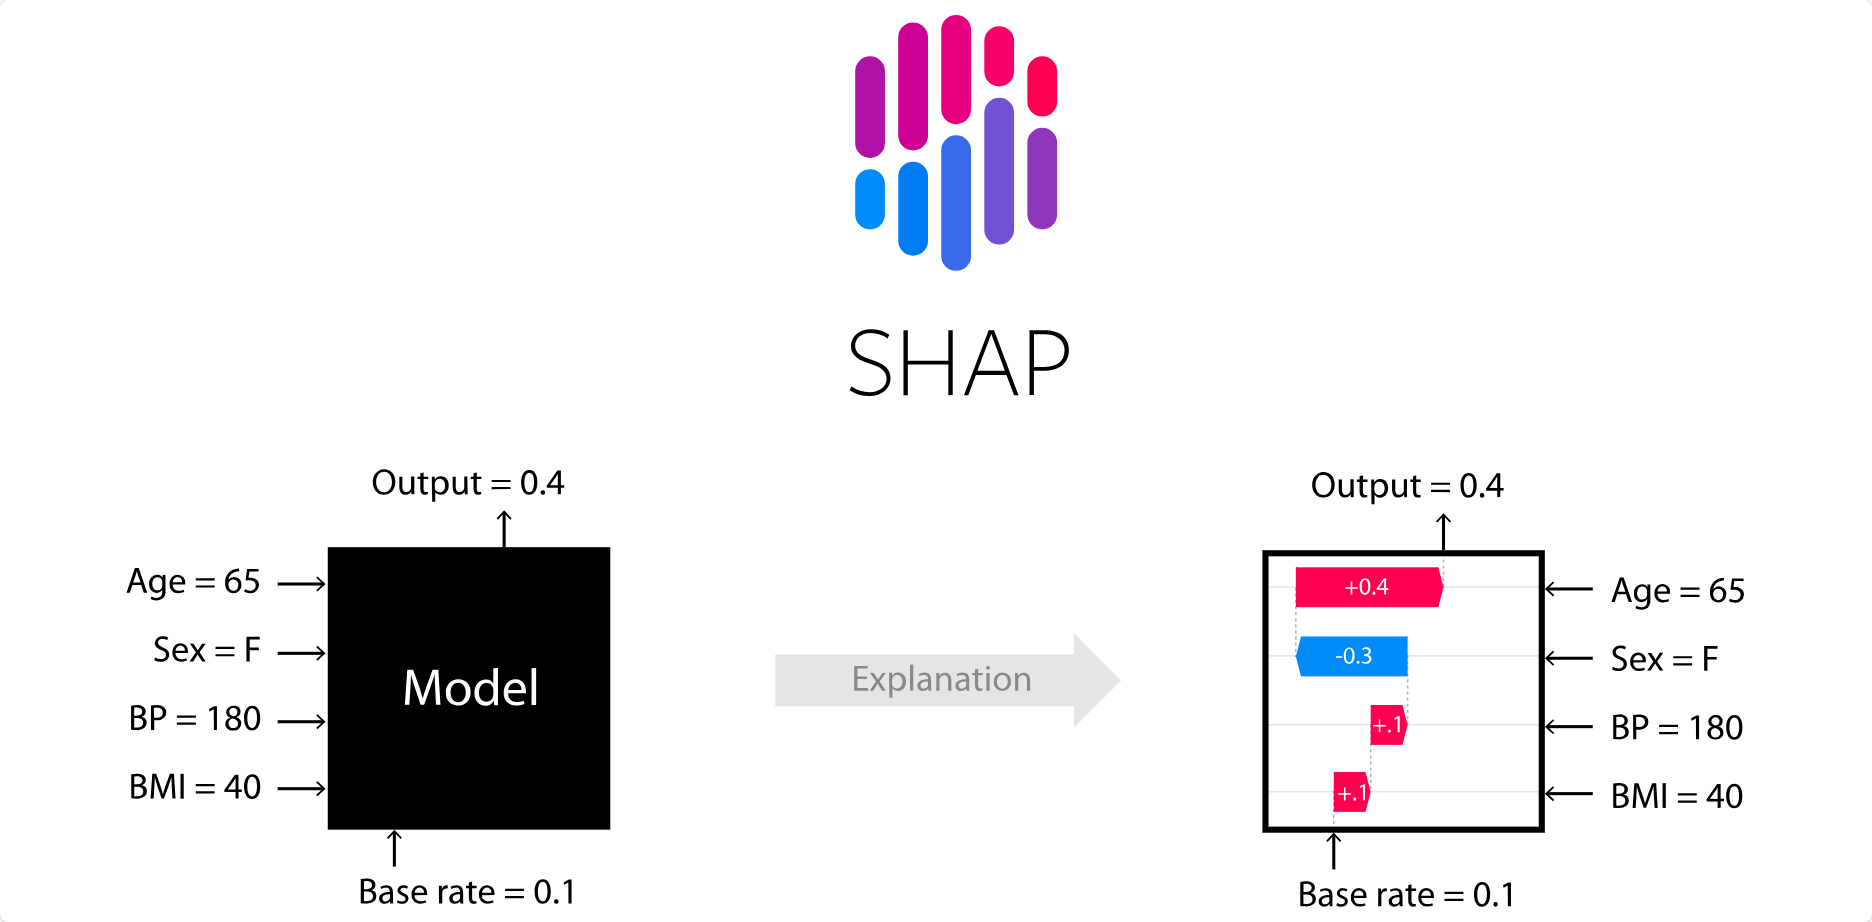 SHAP
Output = 0.4
Age = 65
Sex = F
BP = 180
BMI = 40
Model
Base rate = 0.1
Explanation
Output = 0.4
+0.4
Age = 65
-0.3
Sex = F
+.1
BP = 180
+.1
BMI = 40
Base rate = 0.1